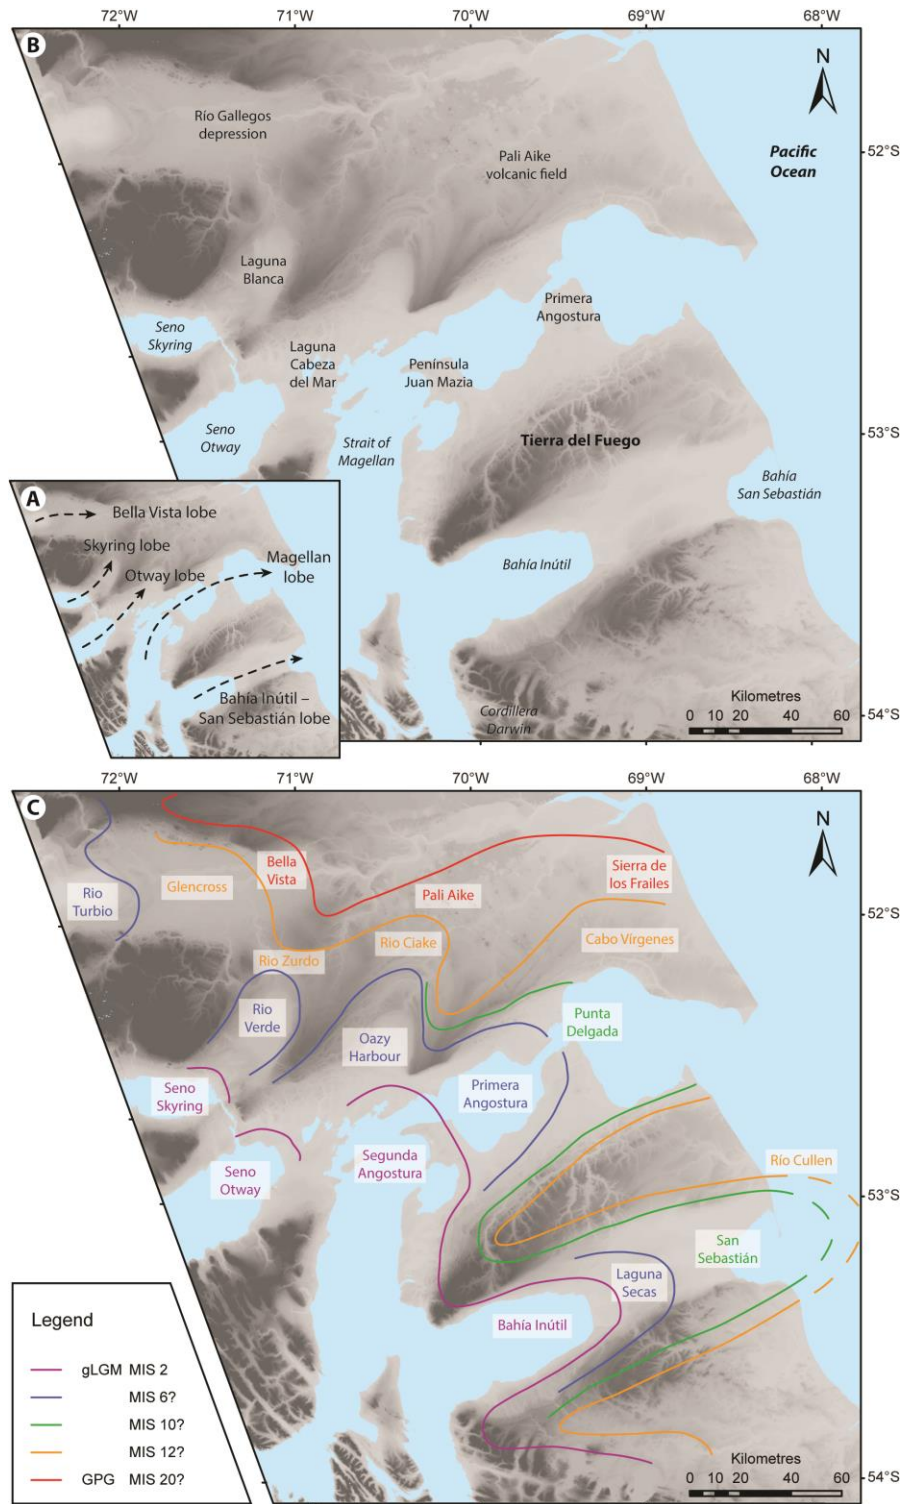 72°W 71°W 70°W 69°W 68°W
B
N
Río Gallegos
depression
Pali Aike
volcanic field
Pacific
Ocean
52°S
Laguna
Blanca
Primera
Angostura
Seno
Skyring
Laguna
Cabeza
del Mar
Península
Juan Mazia
Seno
Otway
Strait of
Magellan
Tierra del Fuego
53°S
Bahía
San Sebastián
Bahía Inútil
Cordillera
Darwin
Kilometres
0 10 20 40 60
54°S
A
Bella Vista lobe
Skyring lobe
Otway lobe
Magellan
lobe
Bahía Inútil –
San Sebastián lobe
72°W 71°W 70°W 69°W 68°W
C
N
Rio
Turbio
Glencross
Bella
Vista
Pali Aike
Sierra de
los Frailes
52°S
Rio Zurdo
Rio Ciake
Cabo Vírgenes
Rio
Verde
Oazy
Harbour
Punta
Delgada
Seno
Skyring
Primera
Angostura
Seno
Otway
Segunda
Angostura
Río Cullen
53°S
San
Sebastián
Laguna
Secas
Bahía Inútil
Legend
gLGM MIS 2
MIS 6?
MIS 10?
MIS 12?
GPG MIS 20?
Kilometres
0 10 20 40 60
54°S